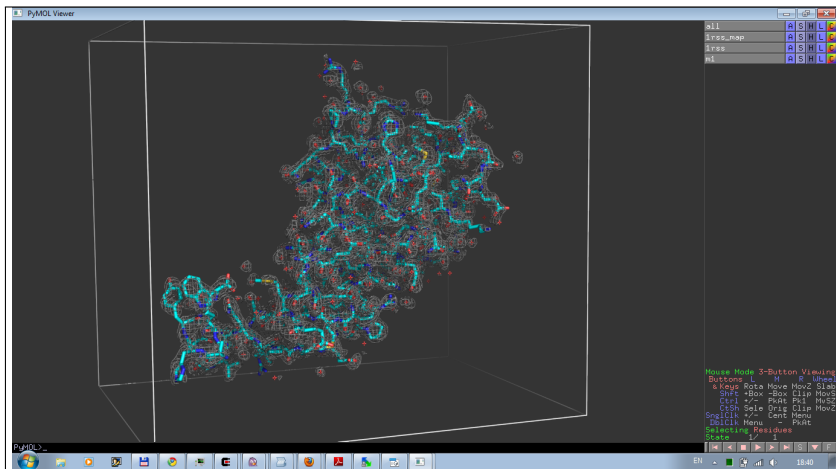 PyMOL Viewer
all A S H L C
1rss_map A S H L C
1rss A S H L C
m1 A S H L C
Mouse Mode 3-Button Viewing
Buttons L M R Wheel
& Keys Rota Move MovZ Slab
Shft +Box -Box Clip MovS
Ctrl +/- PkAt Pk1 MvSZ
CtSh Sele Orig Clip MovZ
SnglClk +/- Cent Menu
DblClk Menu - PkAt
Selecting Residues
State 1/ 1
S F
PyMOL>_
EN
18:40